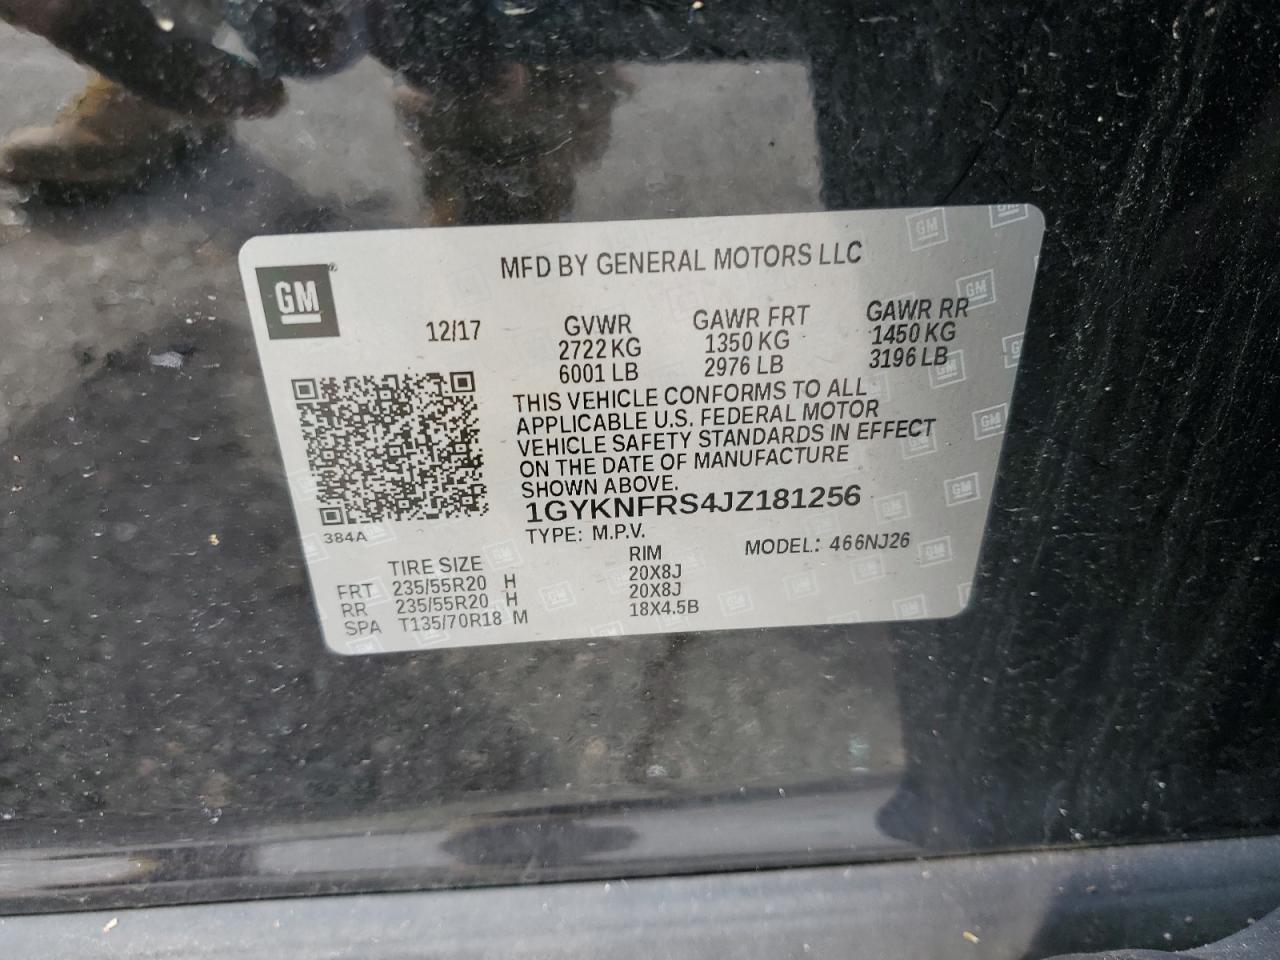 MFD BY GENERAL MOTORS LLC
GM®
12/17 GVWR GAWR FRT GAWR RR
2722 KG 1350 KG 1450 KG
6001 LB 2976 LB 3196 LB
THIS VEHICLE CONFORMS TO ALL
APPLICABLE U.S. FEDERAL MOTOR
VEHICLE SAFETY STANDARDS IN EFFECT
ON THE DATE OF MANUFACTURE
SHOWN ABOVE.
1GYKNFRS4JZ181256
384A TYPE: M.P.V. MODEL: 466NJ26
TIRE SIZE RIM
FRT 235/55R20 H 20X8J
RR 235/55R20 H 20X8J
SPA T135/70R18 M 18X4.5B